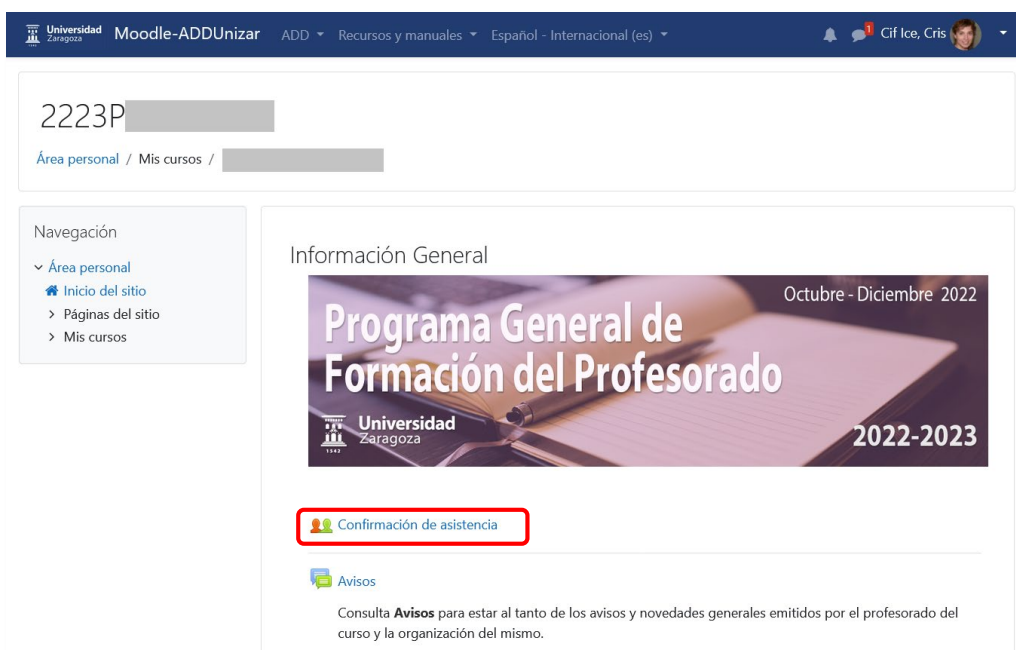 Universidad Zaragoza Moodle-ADDUnizar ADD Recursos y manuales Español - Internacional (es) 1 Cif Ice, Cris
2223P
Área personal / Mis cursos /
Navegación
Área personal
Inicio del sitio
Páginas del sitio
Mis cursos
Información General
Octubre - Diciembre 2022
Programa General de
Formación del Profesorado
Universidad
Zaragoza
1542
2022-2023
Confirmación de asistencia
Avisos
Consulta Avisos para estar al tanto de los avisos y novedades generales emitidos por el profesorado del
curso y la organización del mismo.